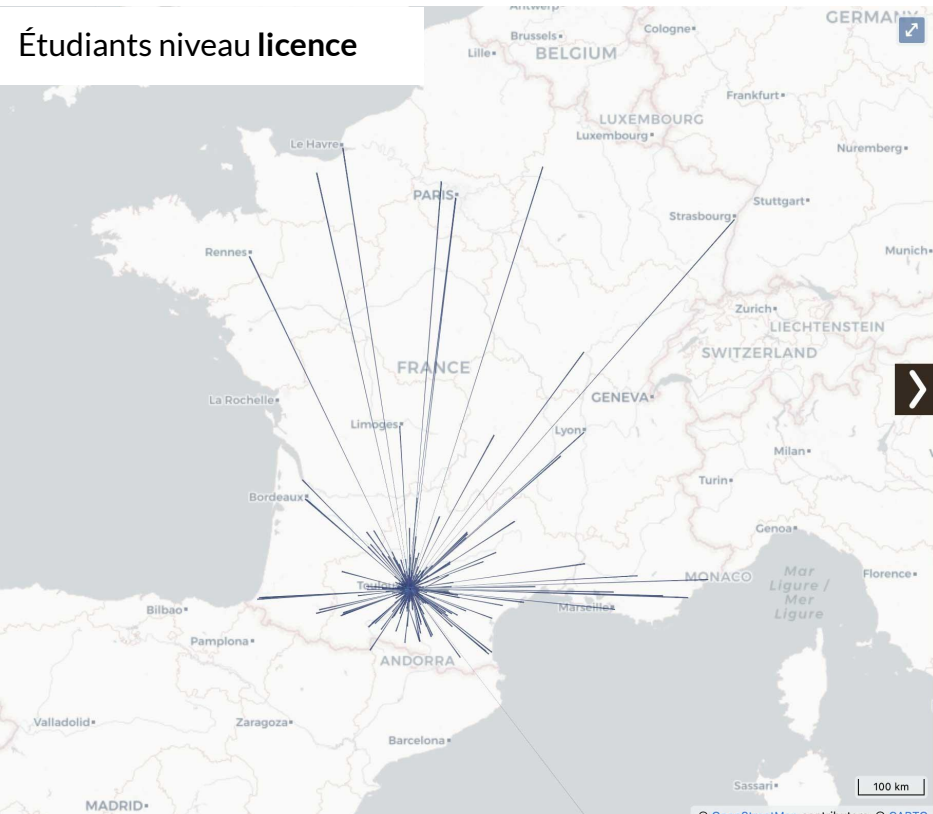 Étudiants niveau licence
GERMANY
Brussels
Cologne
Lille
BELGIUM
Frankfurt
LUXEMBOURG
Luxembourg
Le Havre
Nuremberg
PARIS
Stuttgart
Strasbourg
Rennes
Munich
Zurich
LIECHTENSTEIN
SWITZERLAND
FRANCE
GENEVA
La Rochelle
Limoges
Lyon
Milan
Turin
Bordeaux
Genoa
MONACO
Florence
Mar
Ligure /
Mer
Ligure
Marseille
Bilbao
Pamplona
ANDORRA
Valladolid
Zaragoza
Barcelona
Sassari
100 km
MADRID